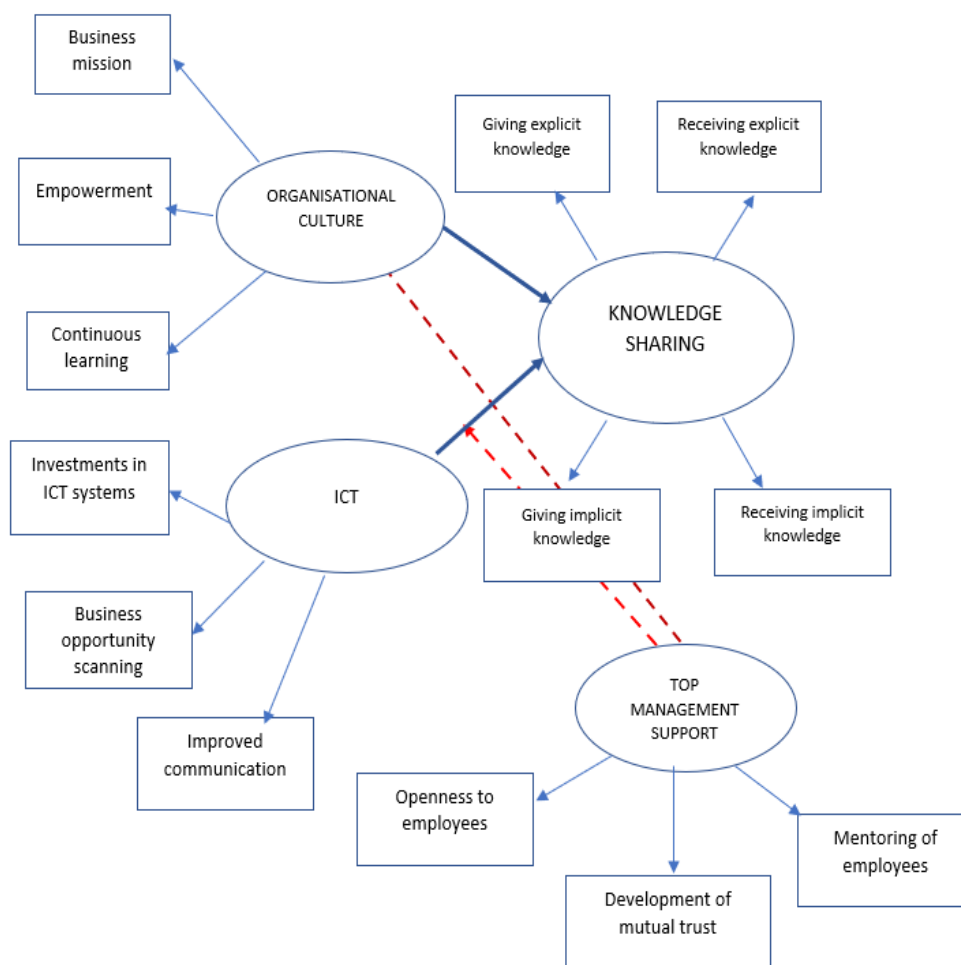 Business
mission
Giving explicit
knowledge
Receiving explicit
knowledge
Empowerment
ORGANISATIONAL
CULTURE
KNOWLEDGE
SHARING
Continuous
learning
Investments in
ICT systems
ICT
Giving implicit
knowledge
Receiving implicit
knowledge
Business
opportunity
scanning
TOP
MANAGEMENT
SUPPORT
Improved
communication
Openness to
employees
Mentoring of
employees
Development of
mutual trust